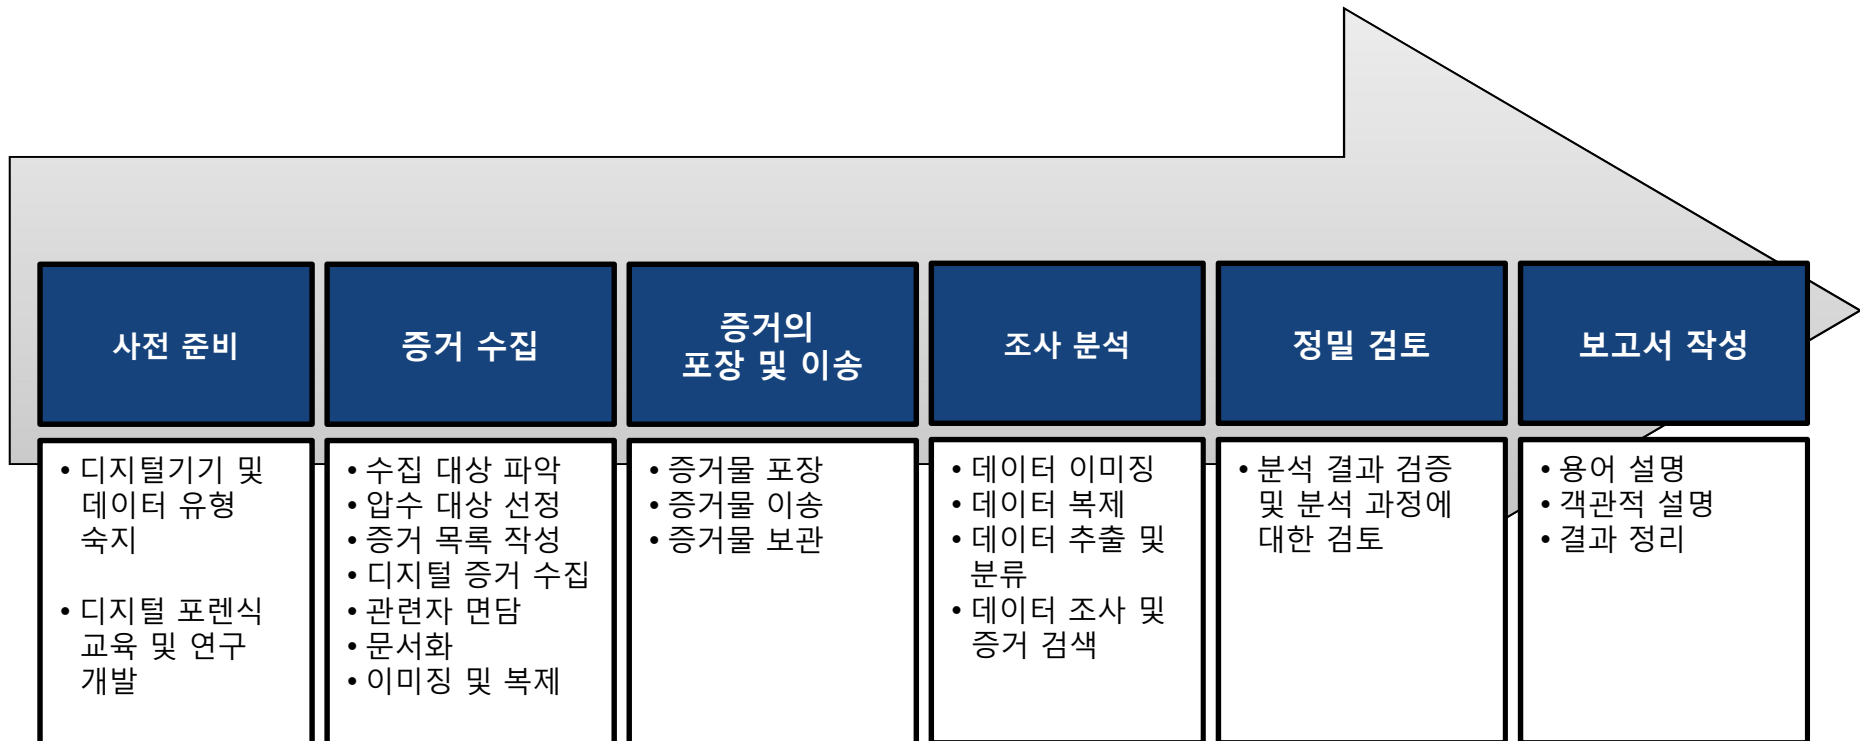 사전 준비
• 디지털기기 및
데이터 유형
숙지
• 디지털 포렌식
교육 및 연구
개발
증거 수집
• 수집 대상 파악
• 압수 대상 선정
• 증거 목록 작성
• 디지털 증거 수집
• 관련자 면담
• 문서화
• 이미징 및 복제
증거의
포장 및 이송
• 증거물 포장
• 증거물 이송
• 증거물 보관
조사 분석
• 데이터 이미징
• 데이터 복제
• 데이터 추출 및
분류
• 데이터 조사 및
증거 검색
정밀 검토
• 분석 결과 검증
및 분석 과정에
대한 검토
보고서 작성
• 용어 설명
• 객관적 설명
• 결과 정리